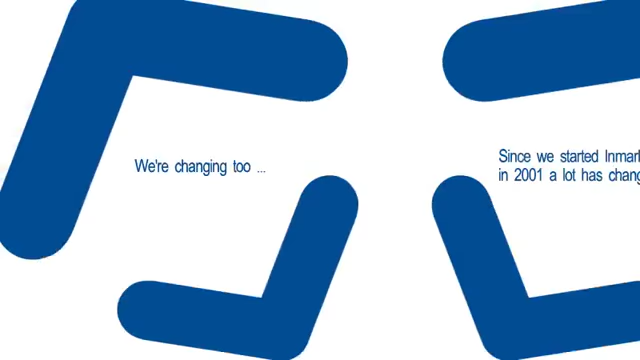 We're changing too ...
Since we started
in 2001 a lot has